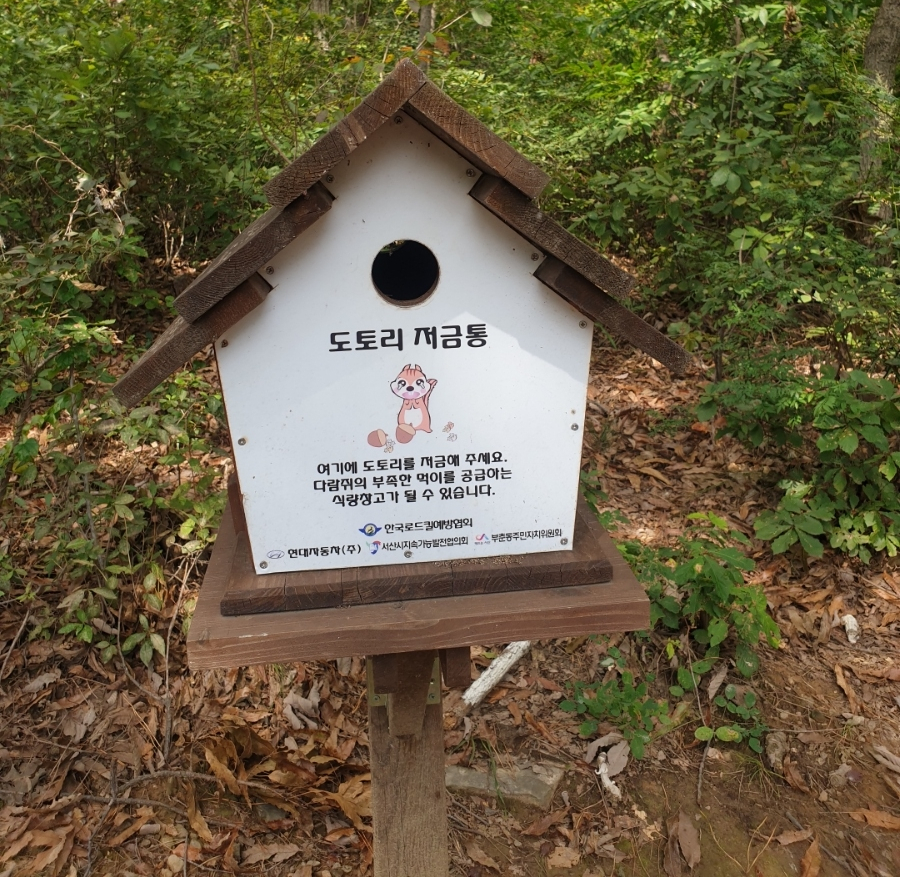 도토리 저금통
여기에 도토리를 저금해 주세요.
다람쥐의 부족한 먹이를 공급하는
식량창고가 될 수 있습니다.
한국로드킬예방협회
현대자동차(주) 서산시지속가능발전협의회 부춘동주민자치위원회